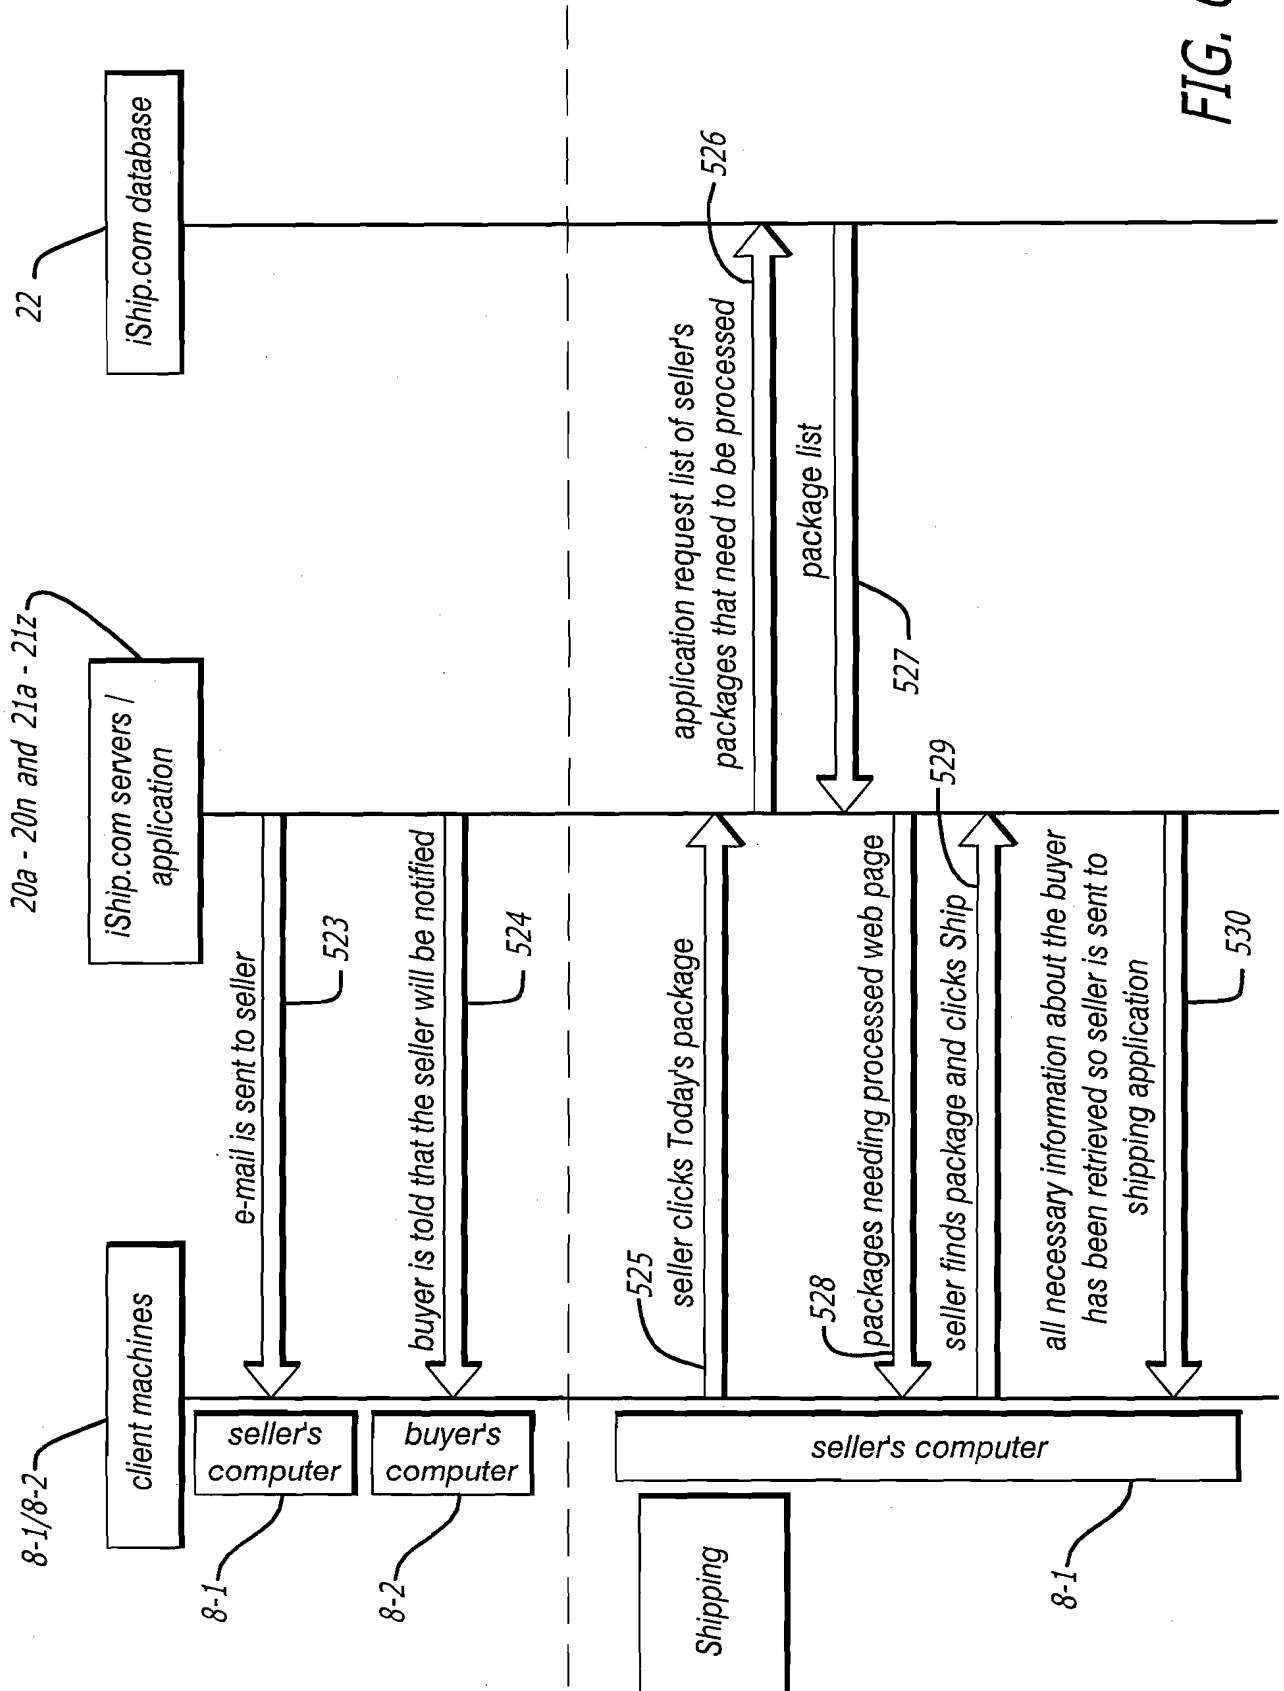 8-1/8-2
20a - 20n and 21a - 21z
22
client machines
iShip.com servers /
application
iShip.com database
8-1
seller's
computer
e-mail is sent to seller
523
8-2
buyer's
computer
buyer is told that the seller will be notified
524
Shipping
seller's computer
8-1
525
seller clicks Today's package
application request list of seller's
packages that need to be processed
526
package list
527
528
packages needing processed web page
seller finds package and clicks Ship
529
all necessary information about the buyer
has been retrieved so seller is sent to
shipping application
530
FIG.